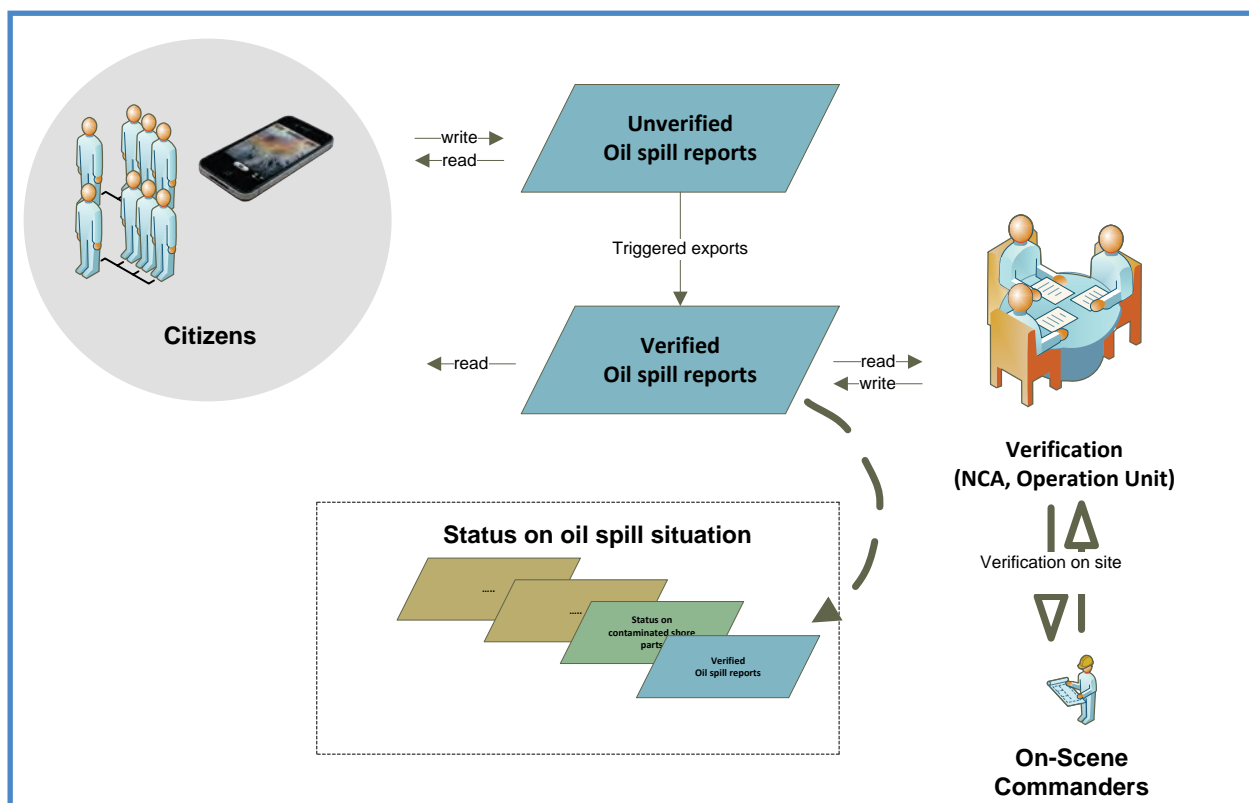 Unverified
Oil spill reports
write
read
Triggered exports
Citizens
Verified
Oil spill reports
read
read
write
Verification
(NCA, Operation Unit)
Status on oil spill situation
.....
.....
Status on
contaminated shore
parts
Verified
Oil spill reports
Verification on site
On-Scene
Commanders